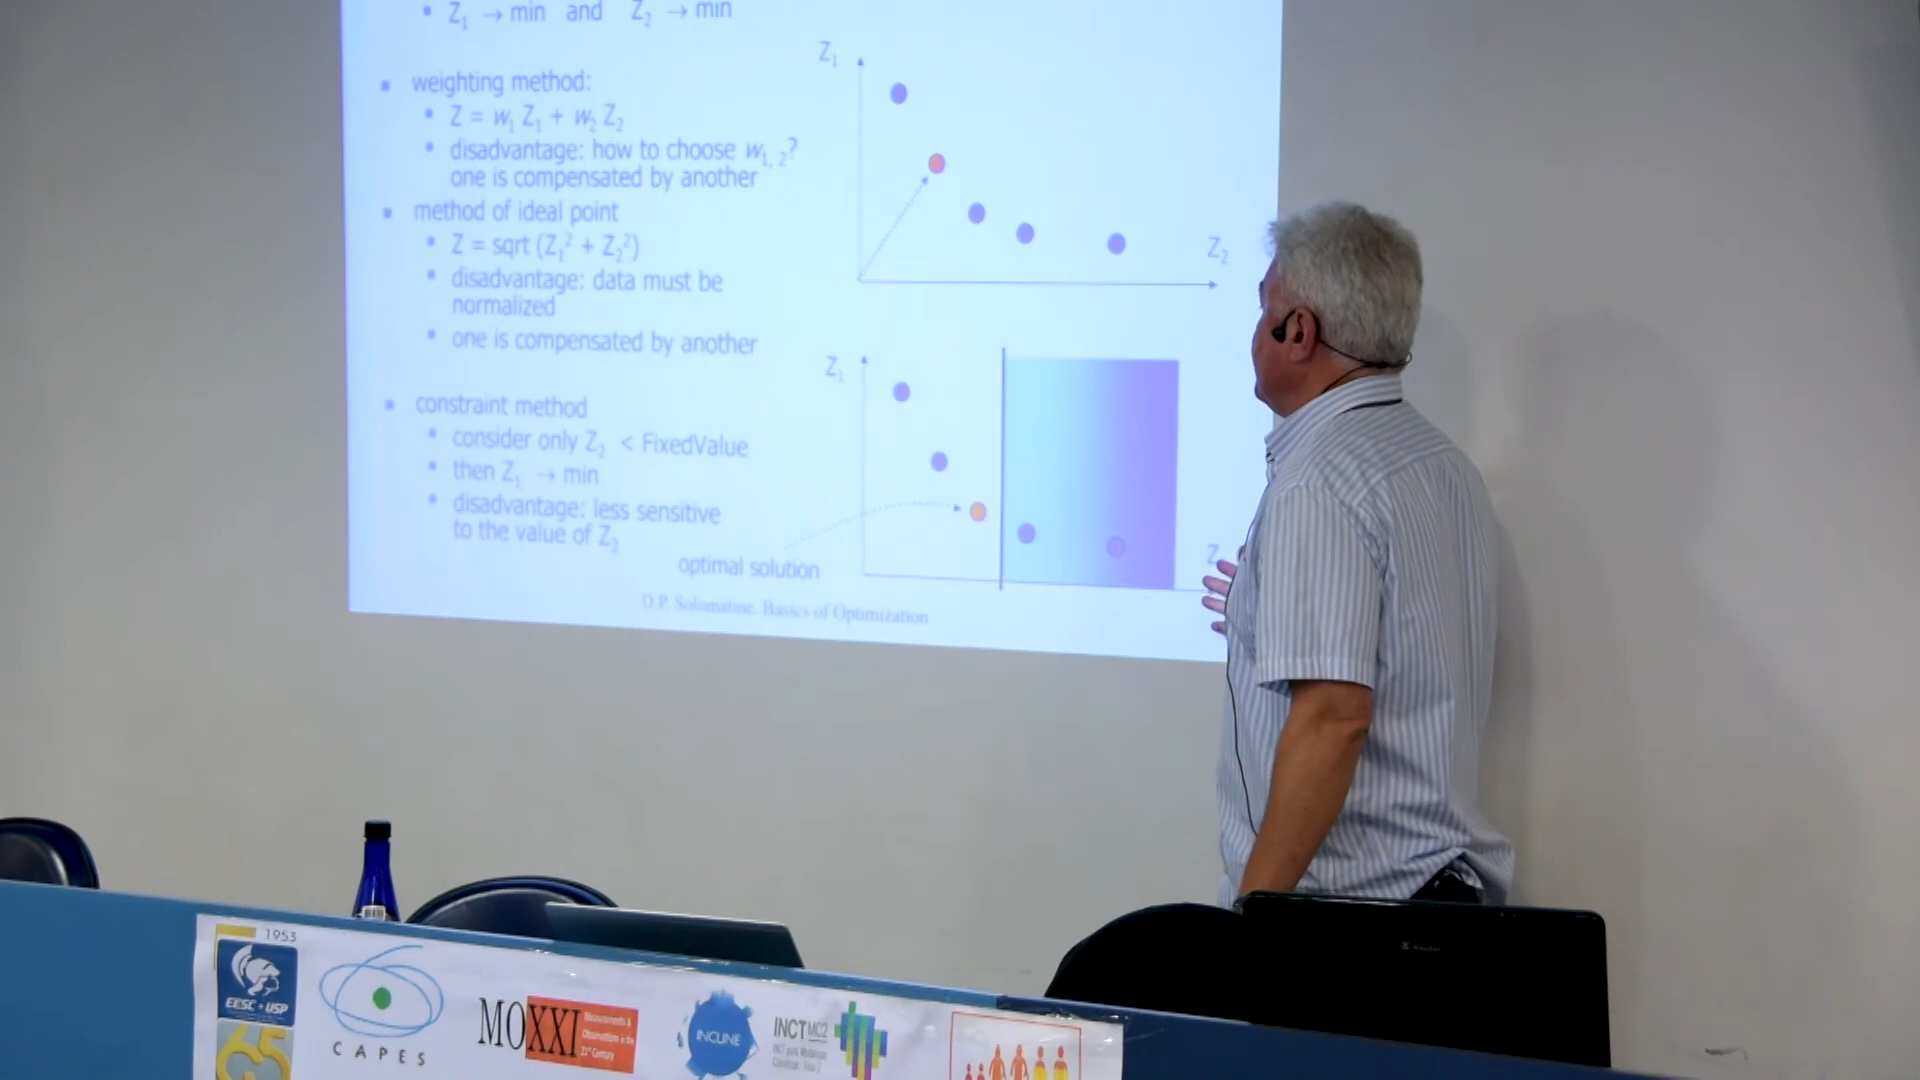 Z1 → min and Z2 → min
weighting method:
Z = w1 Z1 + w2 Z2
disadvantage: how to choose w1, 2?
one is compensated by another
method of ideal point
Z = sqrt (Z1² + Z2²)
disadvantage: data must be
normalized
one is compensated by another
constraint method
consider only Z2 < FixedValue
then Z1 → min
disadvantage: less sensitive
to the value of Z2
Z1
Z2
Z1
Z
optimal solution
D.P. Solomatine. Basics of Optimization
1953
EESC • USP
65
CAPES
MOXXI
Measurements &
Observations in the
21st Century
INCLINE
INCT MC2
INCT para Mudanças
Climáticas - Fase 2